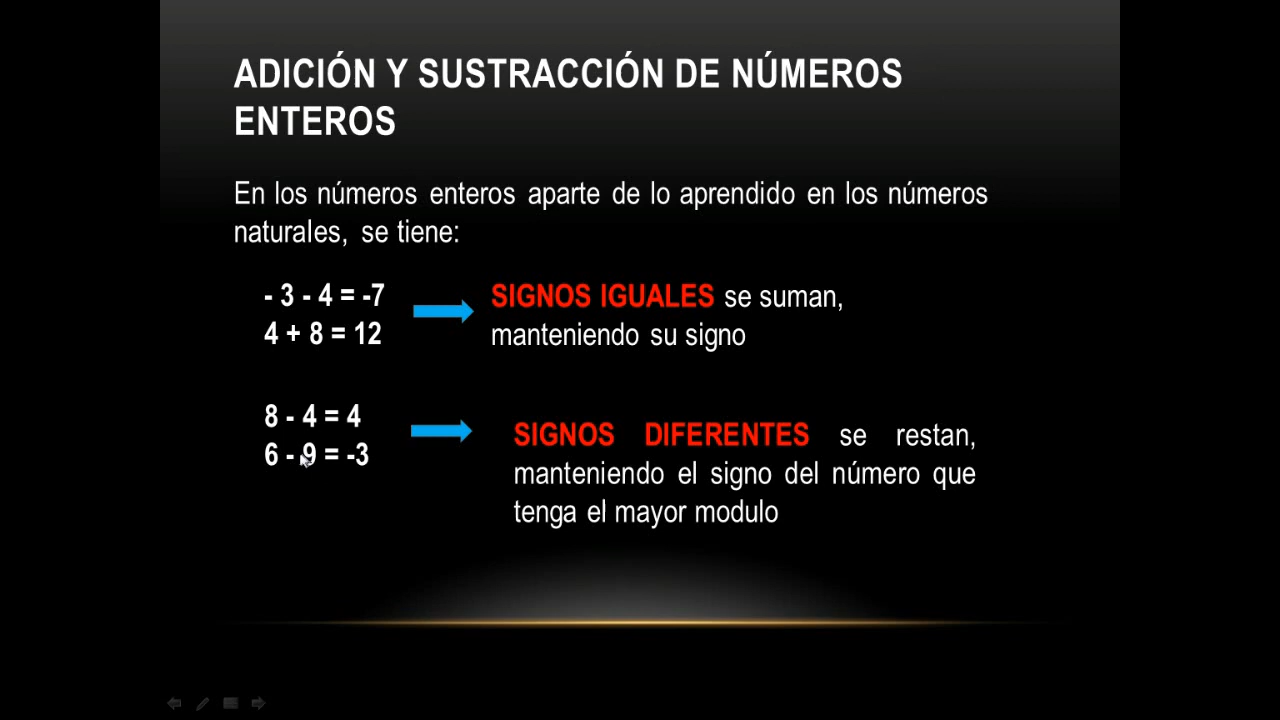 ADICIÓN Y SUSTRACCIÓN DE NÚMEROS
ENTEROS
En los números enteros aparte de lo aprendido en los números
naturales, se tiene:
- 3 - 4 = -7
4 + 8 = 12
SIGNOS IGUALES se suman,
manteniendo su signo
8 - 4 = 4
6 - 9 = -3
SIGNOS DIFERENTES se restan,
manteniendo el signo del número que
tenga el mayor modulo